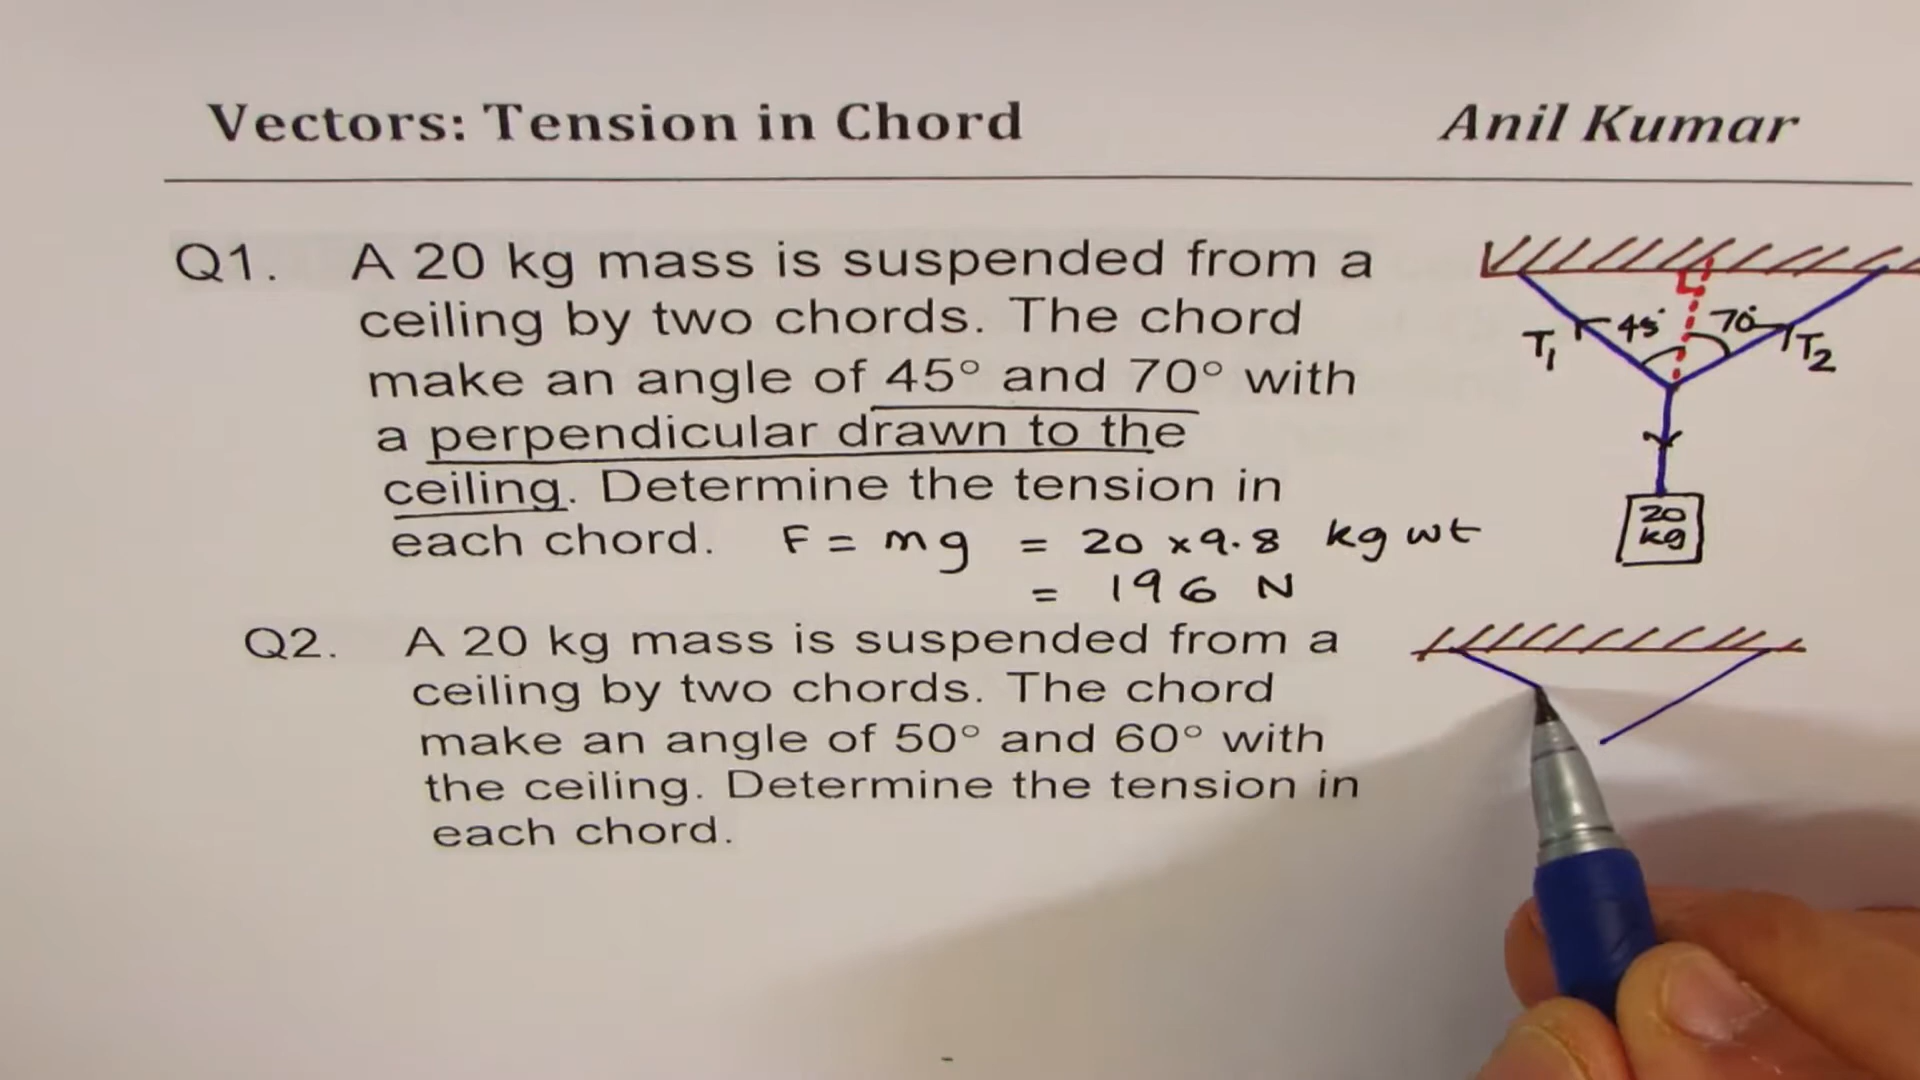 Vectors: Tension in Chord Anil Kumar
Q1. A 20 kg mass is suspended from a
ceiling by two chords. The chord
make an angle of 45° and 70° with
a perpendicular drawn to the
ceiling. Determine the tension in
each chord. F = mg = 20 x9.8 kg wt
= 196 N
45° 70°
T1 T2
20
kg
Q2. A 20 kg mass is suspended from a
ceiling by two chords. The chord
make an angle of 50° and 60° with
the ceiling. Determine the tension in
each chord.